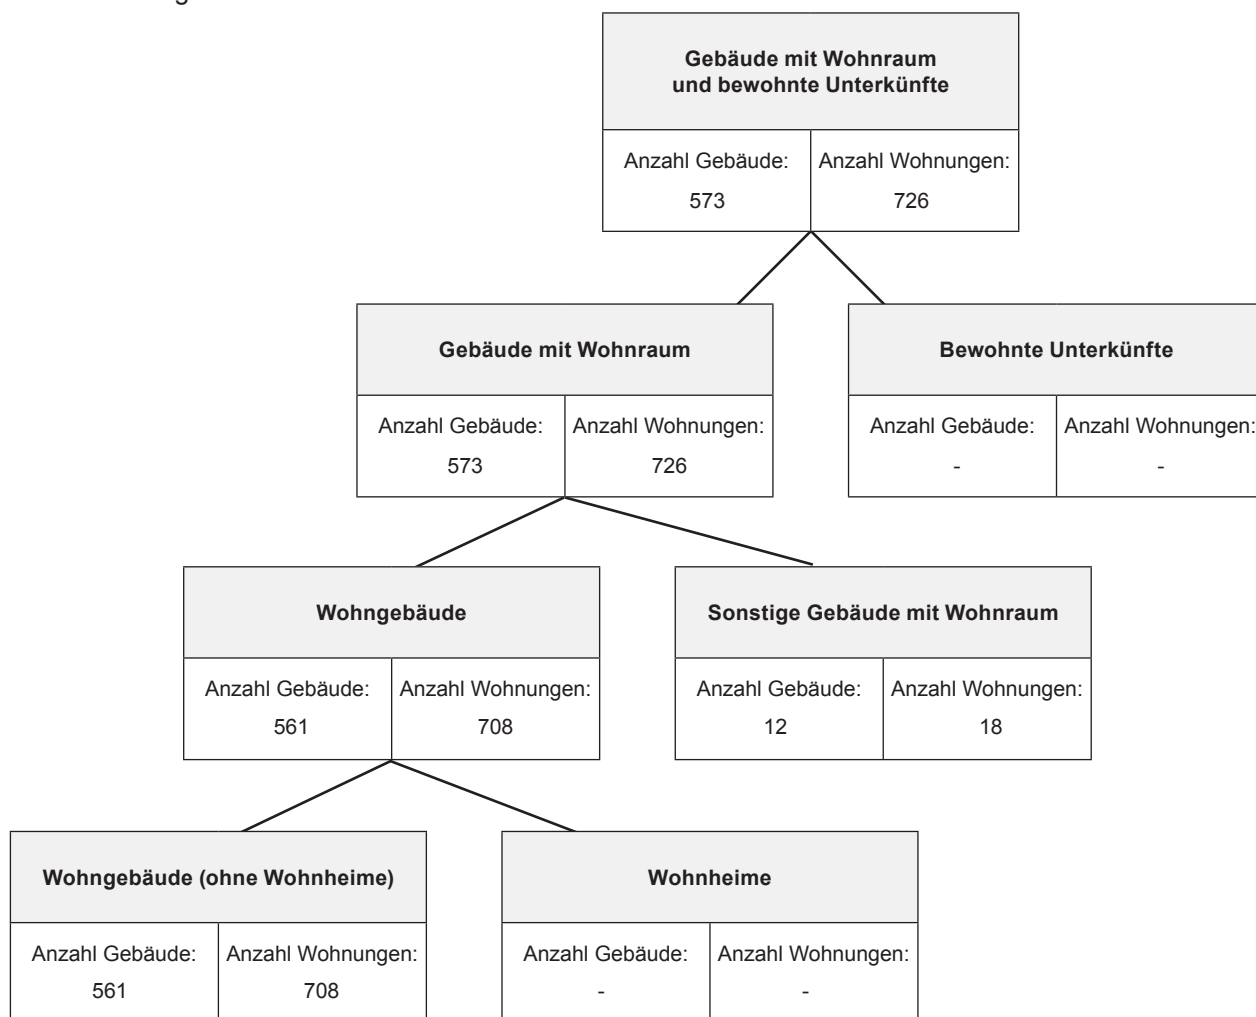 Gebäude mit Wohnraum
und bewohnte Unterkünfte
Anzahl Gebäude: Anzahl Wohnungen:
573 726
Gebäude mit Wohnraum
Anzahl Gebäude: Anzahl Wohnungen:
573 726
Bewohnte Unterkünfte
Anzahl Gebäude: Anzahl Wohnungen:
- -
Wohngebäude
Anzahl Gebäude: Anzahl Wohnungen:
561 708
Sonstige Gebäude mit Wohnraum
Anzahl Gebäude: Anzahl Wohnungen:
12 18
Wohngebäude (ohne Wohnheime)
Anzahl Gebäude: Anzahl Wohnungen:
561 708
Wohnheime
Anzahl Gebäude: Anzahl Wohnungen:
- -